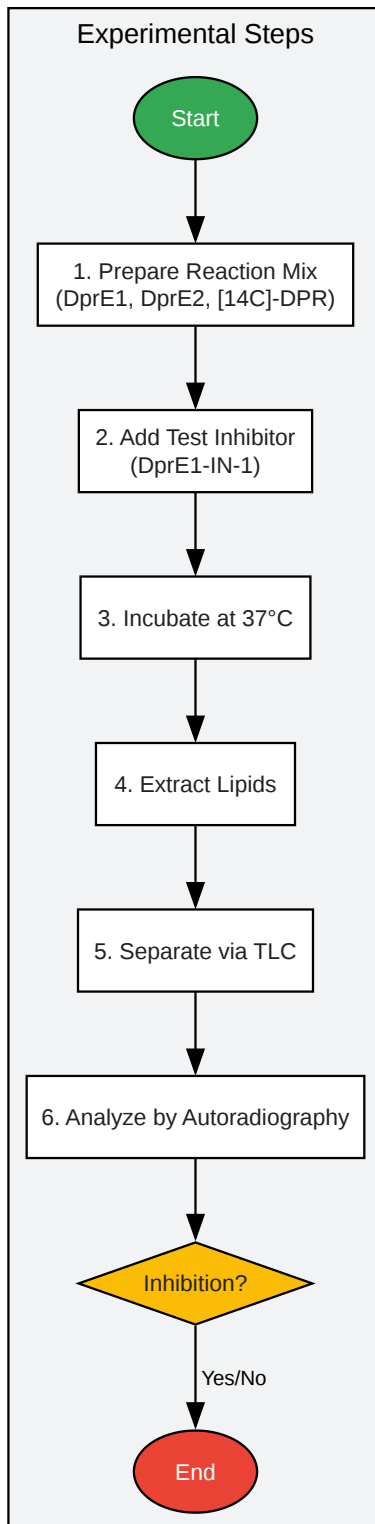 Experimental Steps
Start
1. Prepare Reaction Mix
(DprE1, DprE2, [14C]-DPR)
2. Add Test Inhibitor
(DprE1-IN-1)
3. Incubate at 37°C
4. Extract Lipids
5. Separate via TLC
6. Analyze by Autoradiography
Inhibition?
Yes/No
End